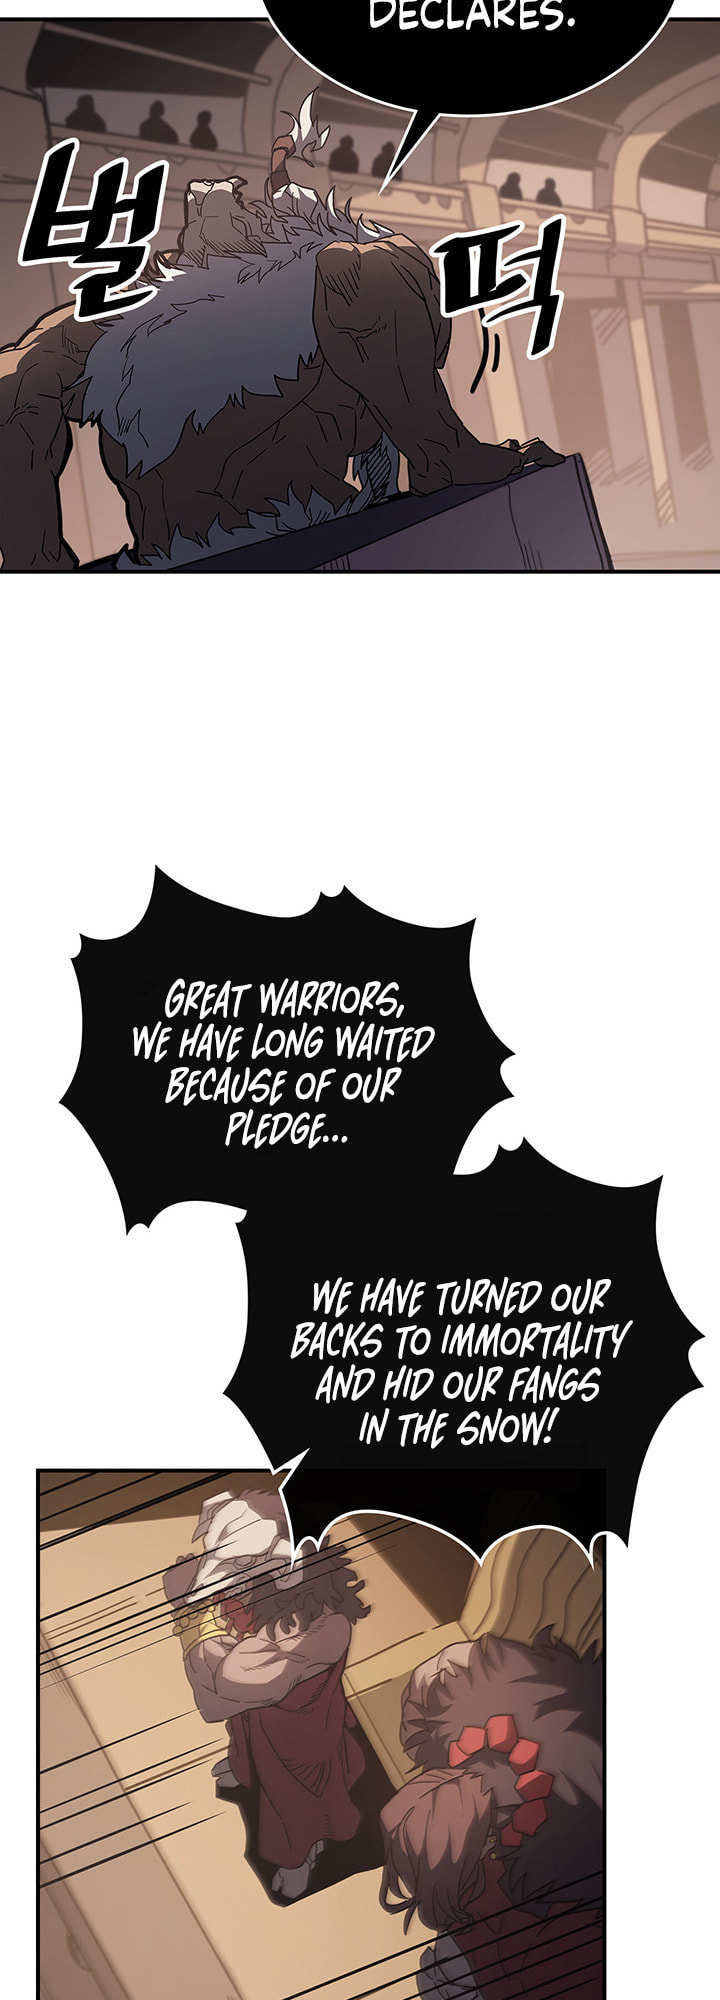 DECLARES.
벌떡
GREAT WARRIORS,
WE HAVE LONG WAITED
BECAUSE OF OUR
PLEDGE...
WE HAVE TURNED OUR
BACKS TO IMMORTALITY
AND HID OUR FANGS
IN THE SNOW!